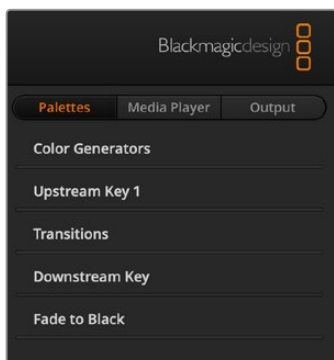 Blackmagicdesign
Palettes Media Player Output
Color Generators
Upstream Key 1
Transitions
Downstream Key
Fade to Black